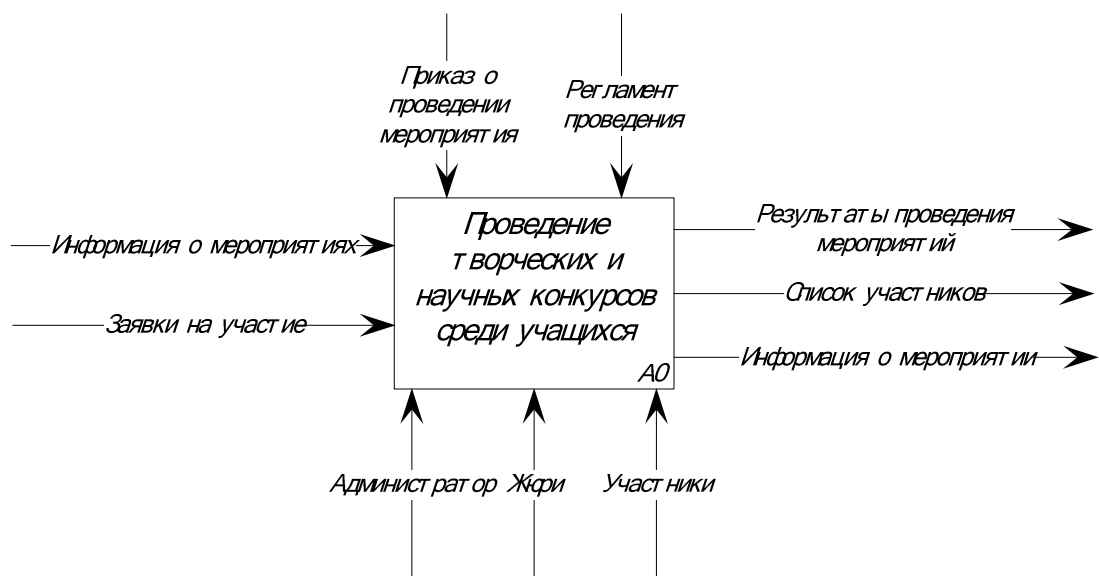 Приказ о
проведении
мероприятия
Регламент
проведения
Информация о мероприятиях
Заявки на участие
Проведение
творческих и
научных конкурсов
среди учащихся
A0
Результаты проведения
мероприятий
Список участников
Информация о мероприятии
Администратор
Жюри
Участники